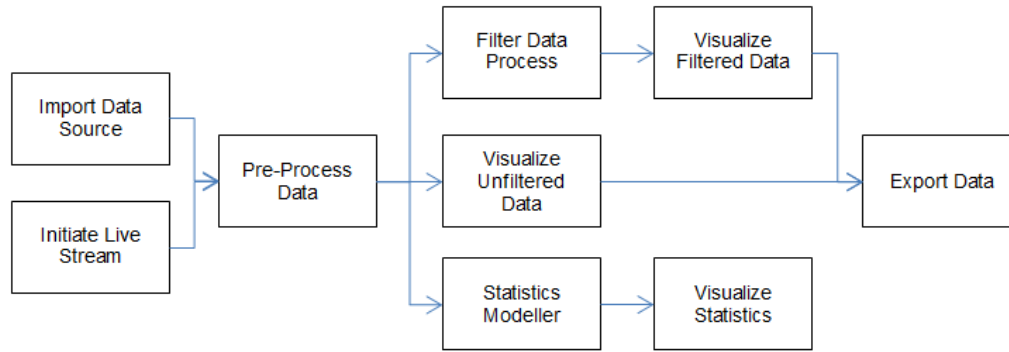 Import Data
Source
Initiate Live
Stream
Pre-Process
Data
Filter Data
Process
Visualize
Filtered Data
Visualize
Unfiltered
Data
Statistics
Modeller
Visualize
Statistics
Export Data